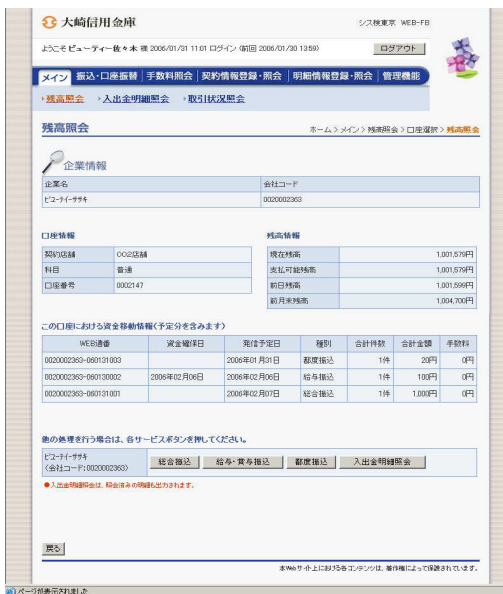 大崎信用金庫
シス検東京 WEB-FB
ようこそ ビューティー佐々木 様 2006/01/31 11:01 ログイン (前回 2006/01/30 13:59)
ログアウト
メイン 振込・口座振替 手数料照会 契約情報登録・照会 明細情報登録・照会 管理機能
残高照会 入出金明細照会 取引状況照会
残高照会
ホーム > メイン > 残高照会 > 口座選択 > 残高照会
企業情報
企業名 会社コード
ビユ-テイ-ササキ 0020002363
口座情報
契約店舗 002店舗
科目 普通
口座番号 0002147
残高情報
現在残高 1,001,579円
支払可能残高 1,001,579円
前日残高 1,001,599円
前月末残高 1,004,700円
この口座における資金移動情報(予定分を含みます)
WEB通番 資金確保日 発信予定日 種別 合計件数 合計金額 手数料
0020002363-060131003 2006年01月31日 都度振込 1件 20円 0円
0020002363-060130002 2006年02月06日 2006年02月06日 給与振込 1件 100円 0円
0020002363-060131001 2006年02月07日 総合振込 1件 1,000円 0円
他の処理を行う場合は、各サービスボタンを押してください。
ビユ-テイ-ササキ
(会社コード:0020002363)
総合振込 給与・賞与振込 都度振込 入出金明細照会
●入出金明細照会は、照会済みの明細も出力されます。
戻る
本Webサイト上における各コンテンツは、著作権によって保護されています。
ページが表示されました